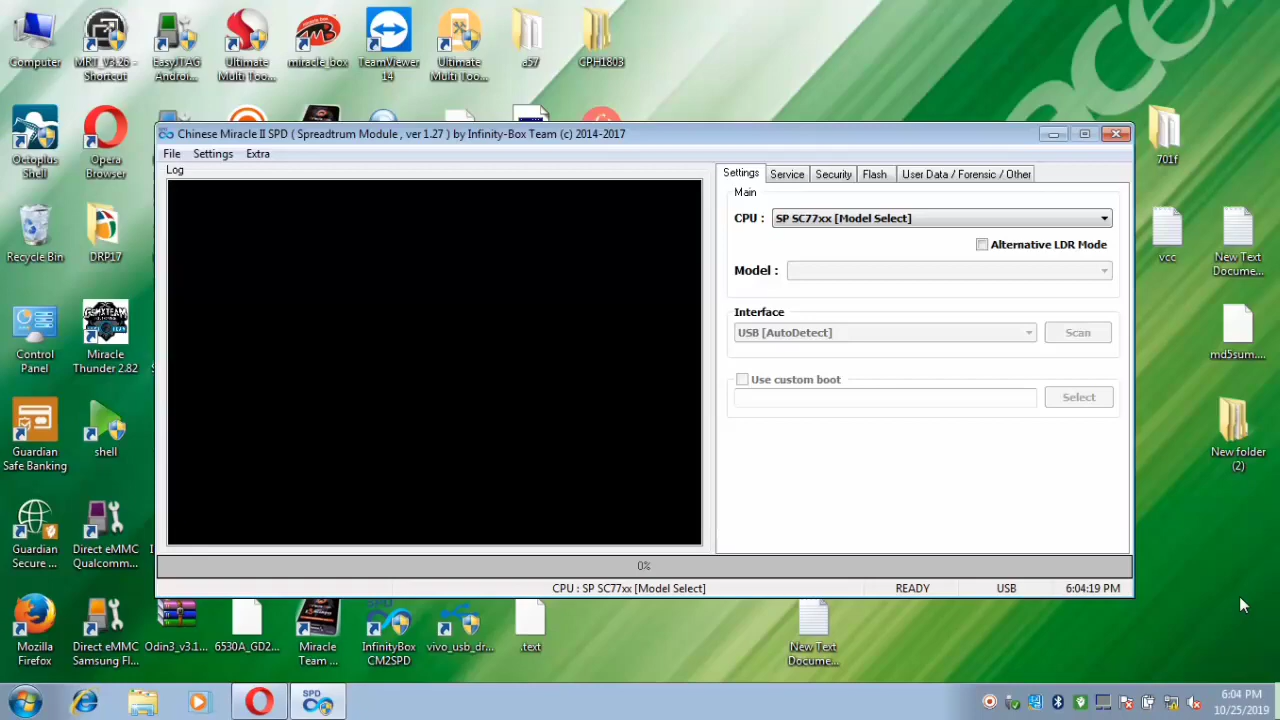 Computer
MRT_V3.26 -
Shortcut
EasyJTAG
Androi...
Ultimate
Multi Too...
miracle_box
TeamViewer
14
Ultimate
Multi Too...
a57
CPH1803
acer
Octoplus
Shell
Opera
Browser
701f
Chinese Miracle II SPD ( Spreadtrum Module , ver 1.27 ) by Infinity-Box Team (c) 2014-2017
File Settings Extra
Log
Settings Service Security Flash User Data / Forensic / Other
Main
CPU : SP SC77xx [Model Select]
Alternative LDR Mode
Model :
Interface
USB [AutoDetect] Scan
Use custom boot
Select
0%
CPU : SP SC77xx [Model Select] READY USB 6:04:19 PM
Recycle Bin
DRP17
vcc
New Text
Docume...
Control
Panel
GSMXTEAM
Miracle
Thunder 2.82
md5sum....
Guardian
Safe Banking
shell
New folder
(2)
Guardian
Secure ...
Direct eMMC
Qualcomm...
Mozilla
Firefox
Direct eMMC
Samsung Fl...
Odin3_v3.1...
6530A_GD2...
Miracle
Team ...
SPD
InfinityBox
CM2SPD
vivo_usb_dr...
.text
New Text
Docume...
SPD
6:04 PM
10/25/2019